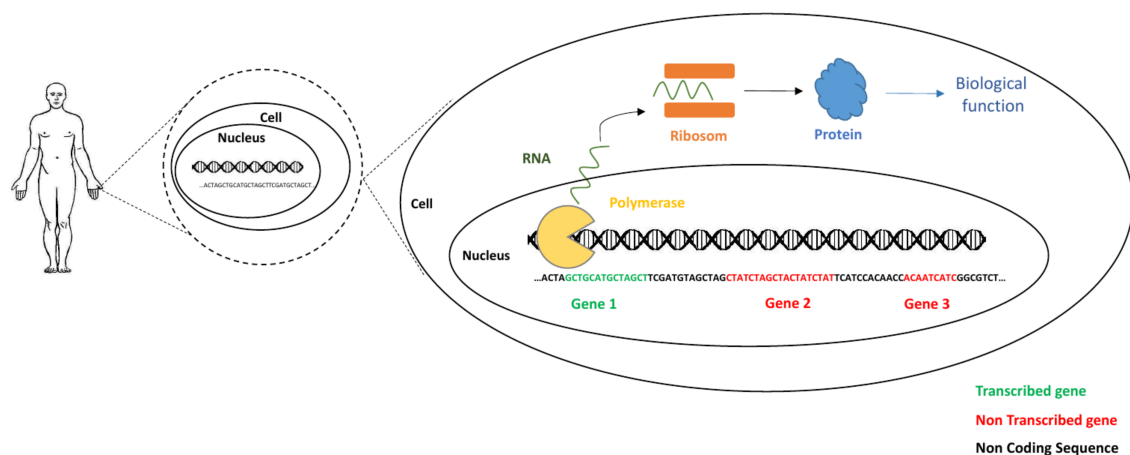 Cell
Nucleus
...ACTAGCTGCATGCTAGCTTCGATGCTAGCT...
Biological
function
Ribosom
Protein
RNA
Cell
Polymerase
Nucleus
...ACTAGCTGCATGCTAGCTTCGATGTAGCTAGCTATCTAGCTACTATCTATTCATCCACAACCACAATCATCGGCGTCT...
Gene 1
Gene 2
Gene 3
Transcribed gene
Non Transcribed gene
Non Coding Sequence